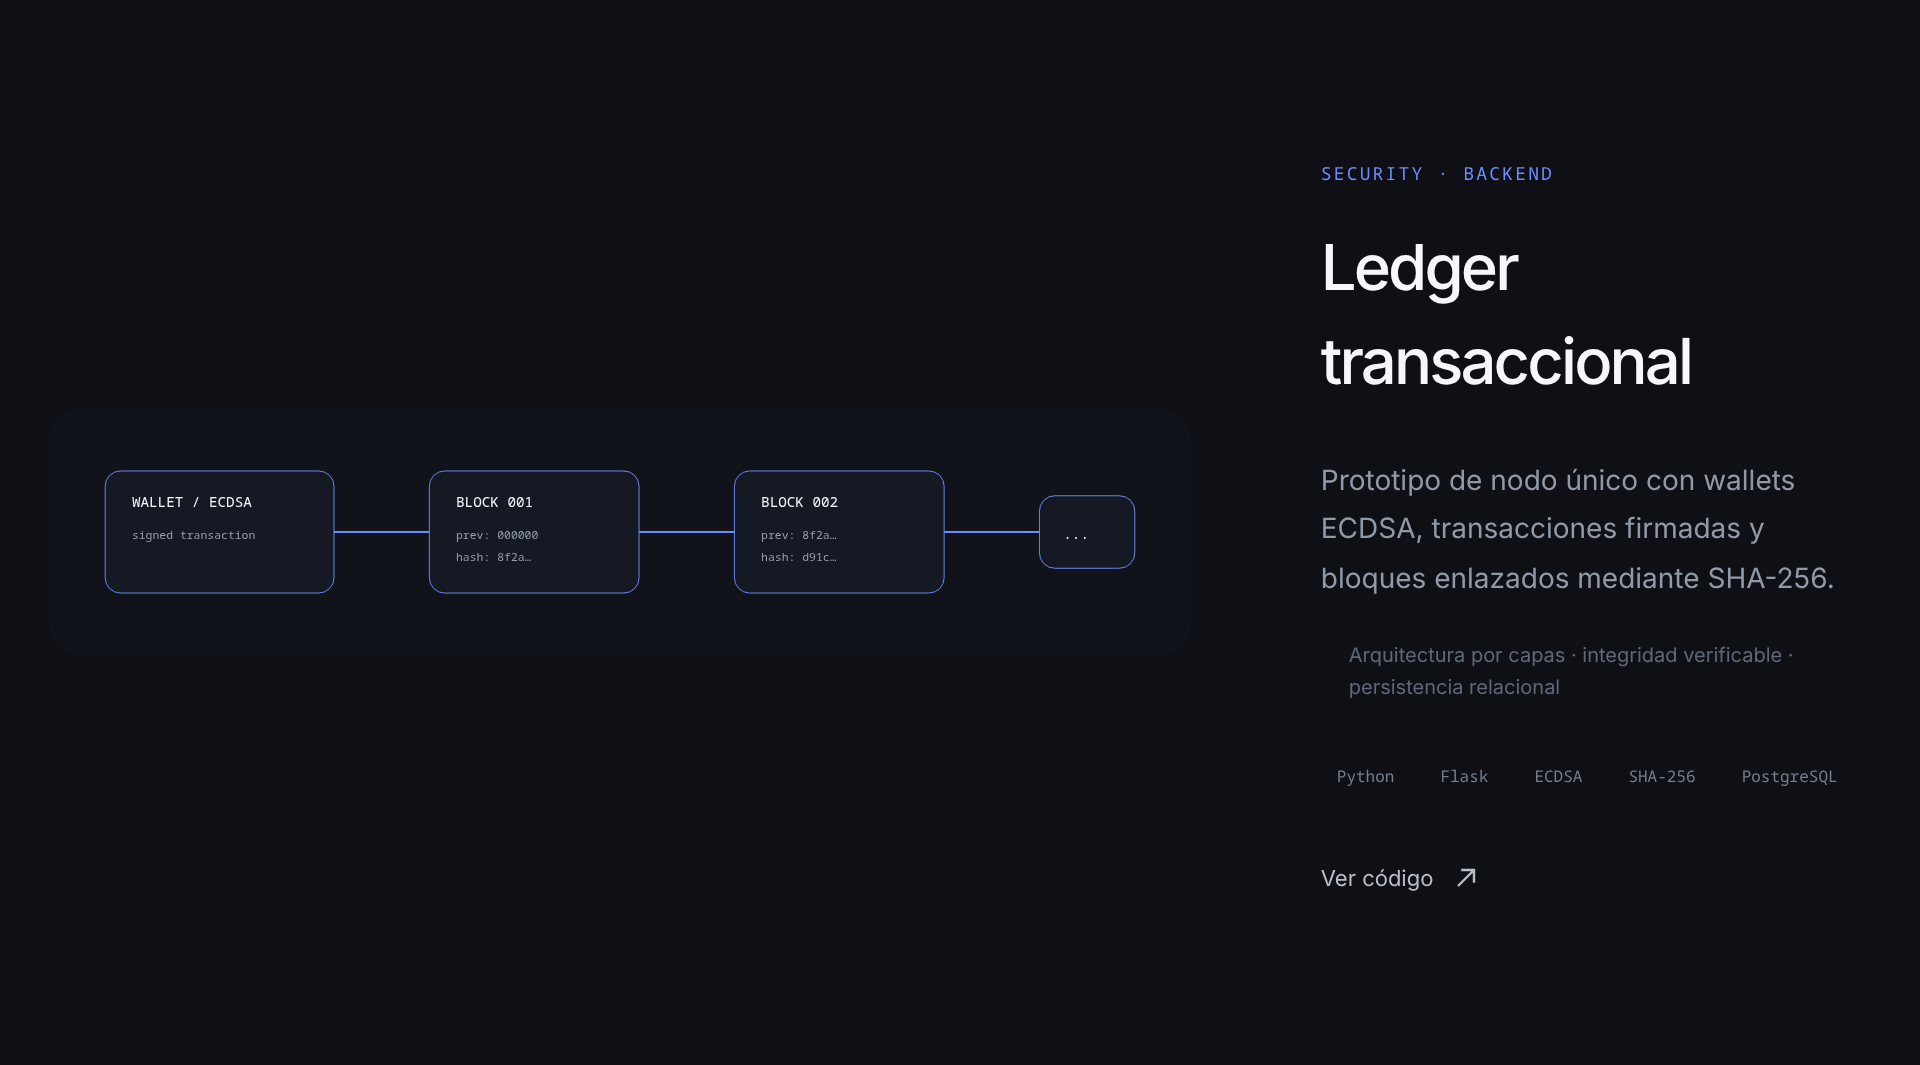 WALLET / ECDSA
signed transaction
BLOCK 001
prev: 000000
hash: 8f2a…
BLOCK 002
prev: 8f2a…
hash: d91c…
...
SECURITY · BACKEND
Ledger
transaccional
Prototipo de nodo único con wallets
ECDSA, transacciones firmadas y
bloques enlazados mediante SHA-256.
Arquitectura por capas · integridad verificable ·
persistencia relacional
Python Flask ECDSA SHA-256 PostgreSQL
Ver código